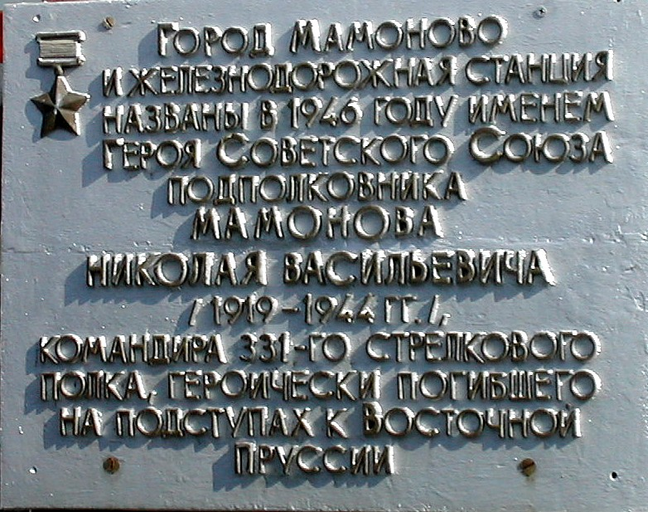 Город Мамоново
и железнодорожная станция
названы в 1946 году именем
Героя Советского Союза
подполковника
Мамонова
Николая Васильевича
/1919-1944 гг./,
командира 331-го стрелкового
полка, героически погибшего
на подступах к Восточной
Пруссии